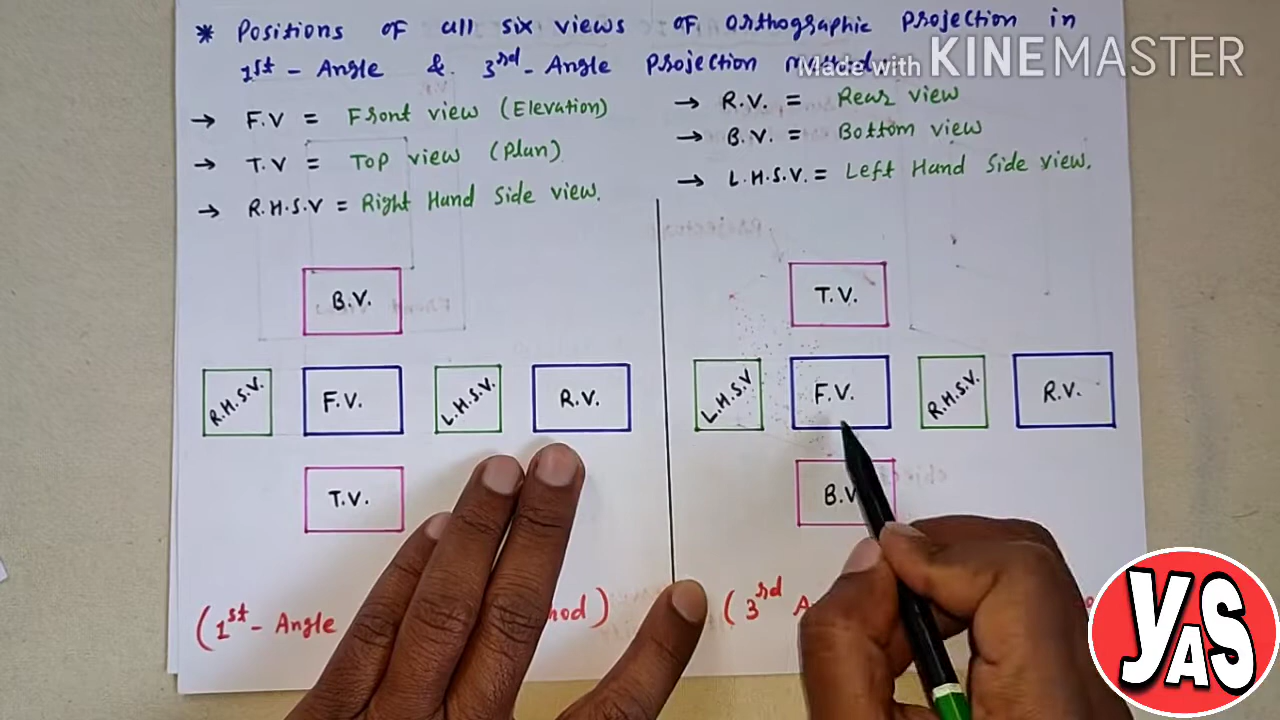 * Positions of all six views of orthographic projection in
1st - Angle & 3rd - Angle projection method
Made with KINEMASTER
→ F.V = Front view (Elevation)
→ T.V = Top view (Plan)
→ R.H.S.V = Right Hand Side view.
→ R.V. = Rear view
→ B.V. = Bottom view
→ L.H.S.V. = Left Hand Side view.
B.V.
R.H.S.V. F.V. L.H.S.V. R.V.
T.V.
(1st - Angle
T.V.
L.H.S.V F.V. R.H.S.V. R.V.
B.V
(3rd
YAS